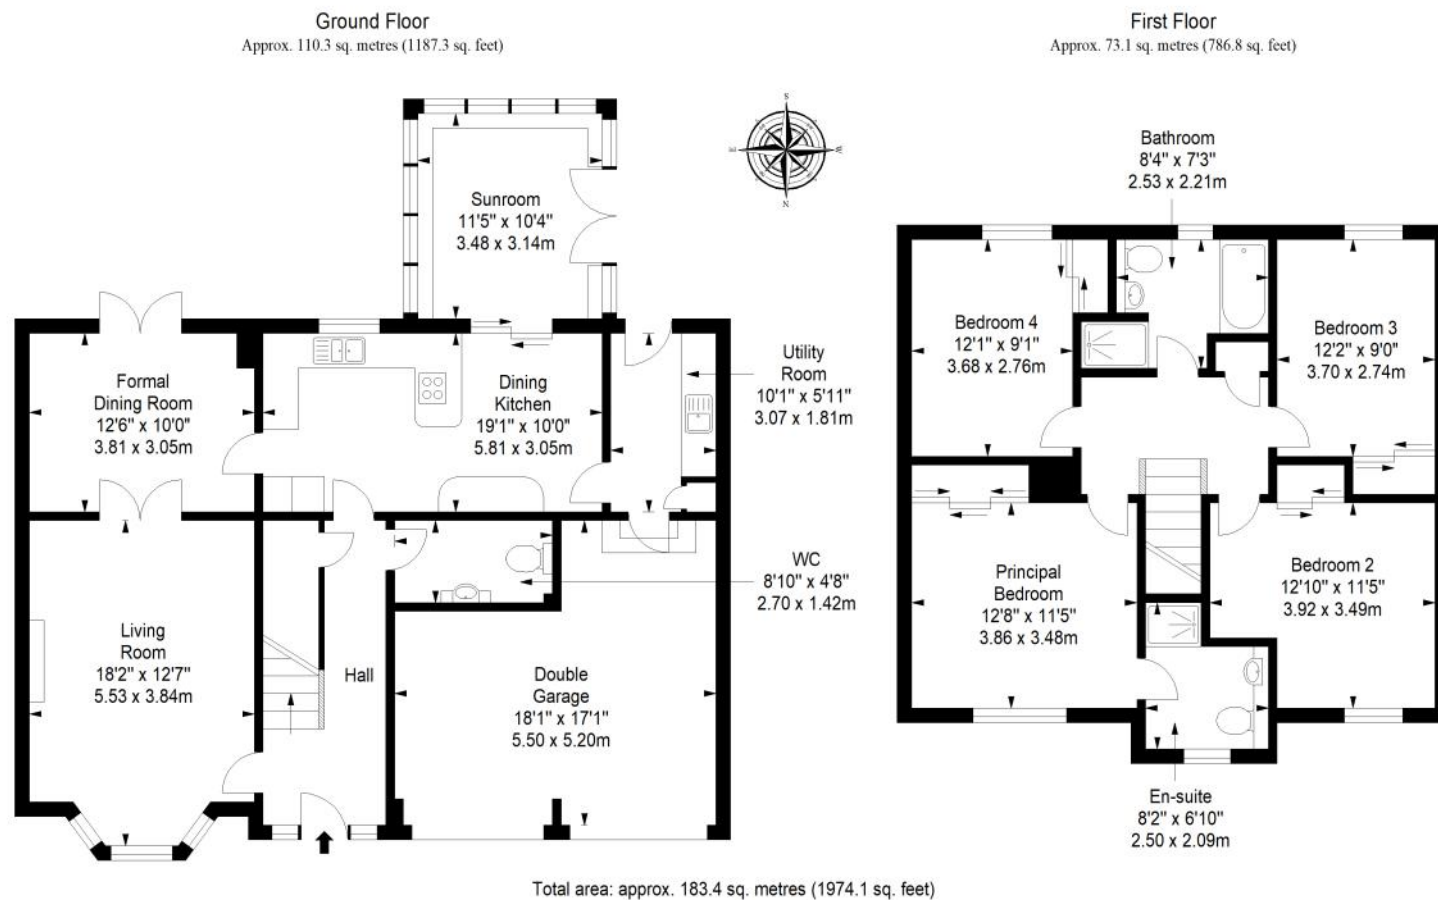 Ground Floor
Approx. 110.3 sq. metres (1187.3 sq. feet)
First Floor
Approx. 73.1 sq. metres (786.8 sq. feet)
S
E
W
N
Sunroom
11'5" x 10'4"
3.48 x 3.14m
Formal
Dining Room
12'6" x 10'0"
3.81 x 3.05m
Dining
Kitchen
19'1" x 10'0"
5.81 x 3.05m
Utility
Room
10'1" x 5'11"
3.07 x 1.81m
WC
8'10" x 4'8"
2.70 x 1.42m
Living
Room
18'2" x 12'7"
5.53 x 3.84m
Hall
Double
Garage
18'1" x 17'1"
5.50 x 5.20m
Bathroom
8'4" x 7'3"
2.53 x 2.21m
Bedroom 4
12'1" x 9'1"
3.68 x 2.76m
Bedroom 3
12'2" x 9'0"
3.70 x 2.74m
Principal
Bedroom
12'8" x 11'5"
3.86 x 3.48m
Bedroom 2
12'10" x 11'5"
3.92 x 3.49m
En-suite
8'2" x 6'10"
2.50 x 2.09m
Total area: approx. 183.4 sq. metres (1974.1 sq. feet)